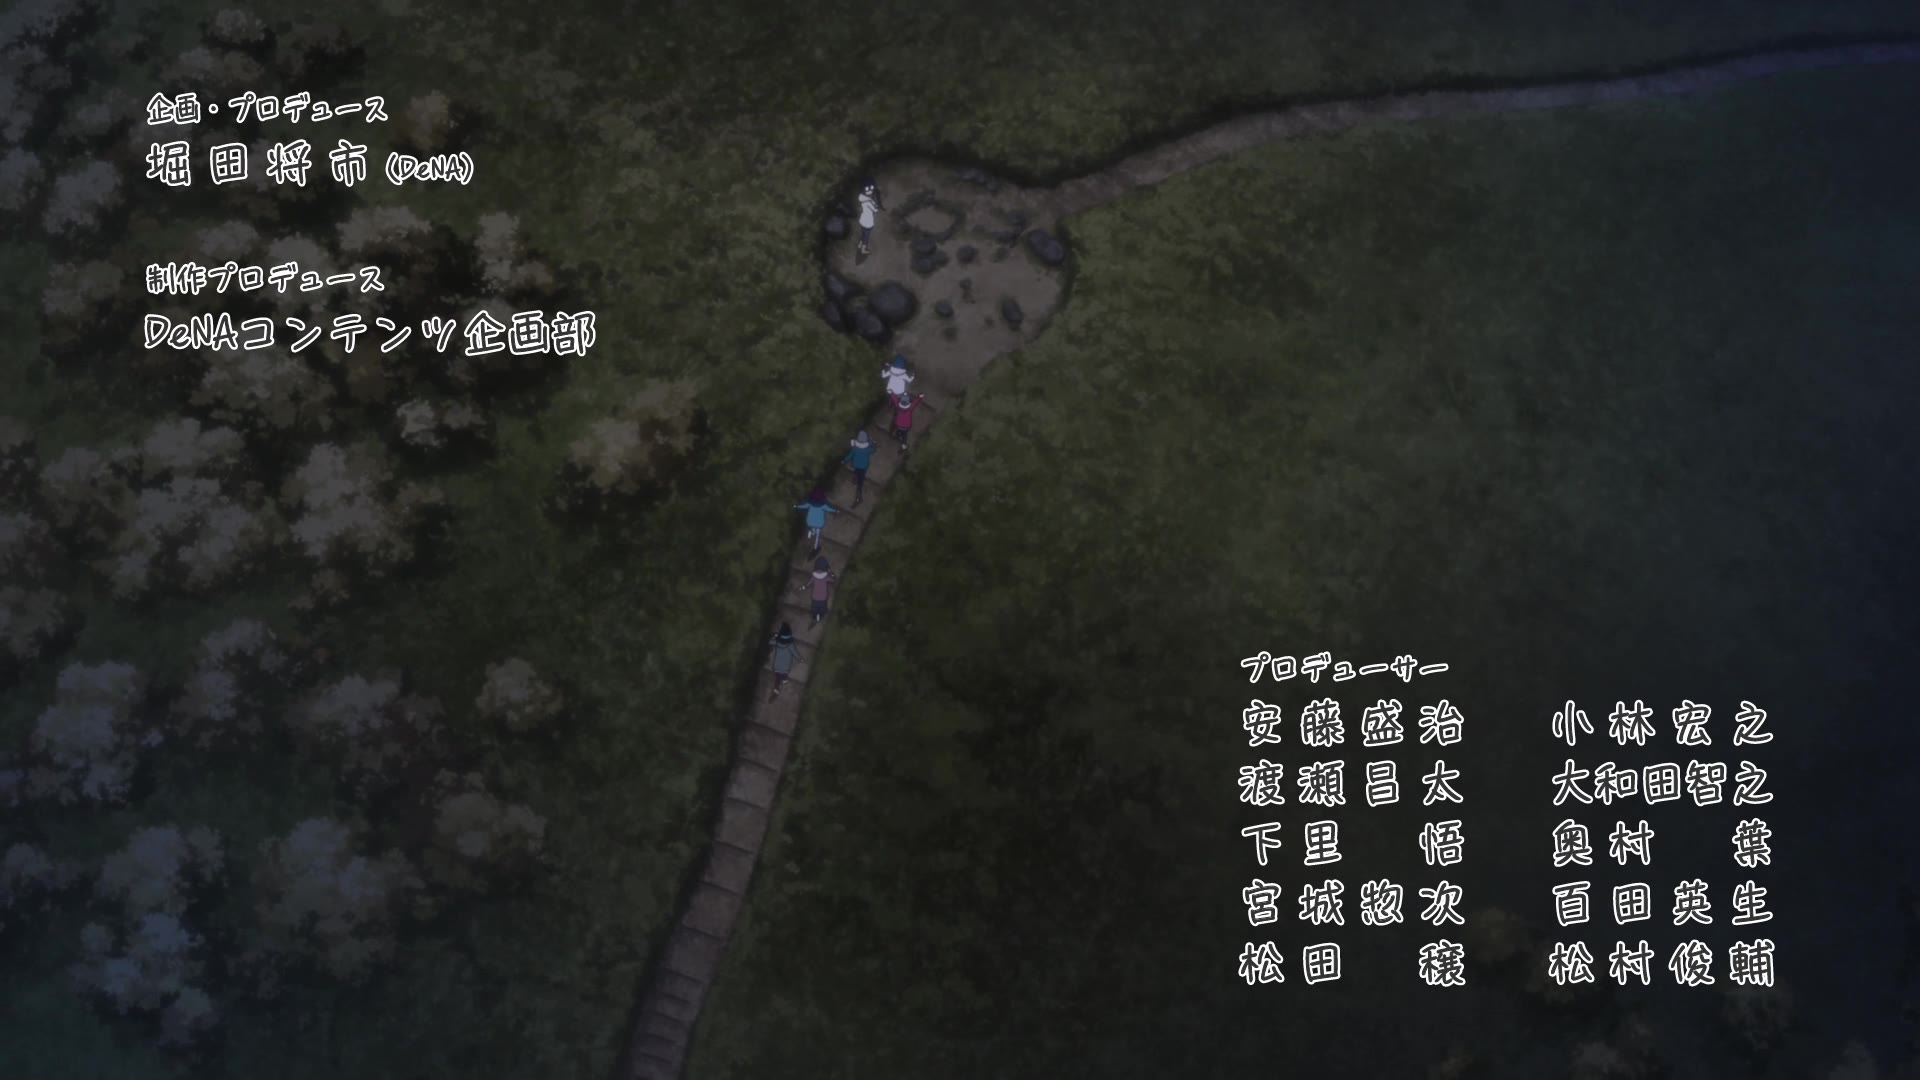 企画・プロデュース
堀田将市(DeNA)
制作プロデュース
DeNAコンテンツ企画部
プロデューサー
安藤盛治 小林宏之
渡瀬昌太 大和田智之
下里悟 奥村葉
宮城惣次 百田英生
松田穣 松村俊輔